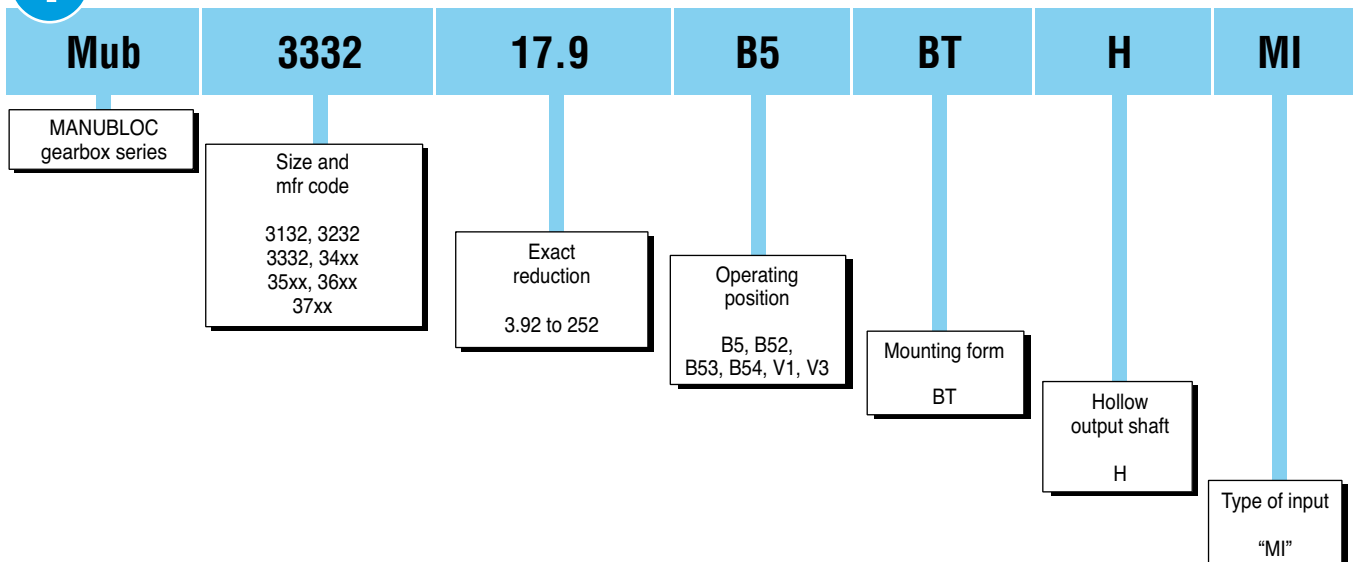 Mub 3332 17.9 B5 BT H MI
MANUBLOC
gearbox series
Size and
mfr code
3132, 3232
3332, 34xx
35xx, 36xx
37xx
Exact
reduction
3.92 to 252
Operating
position
B5, B52,
B53, B54, V1, V3
Mounting form
BT
Hollow
output shaft
H
Type of input
“MI”